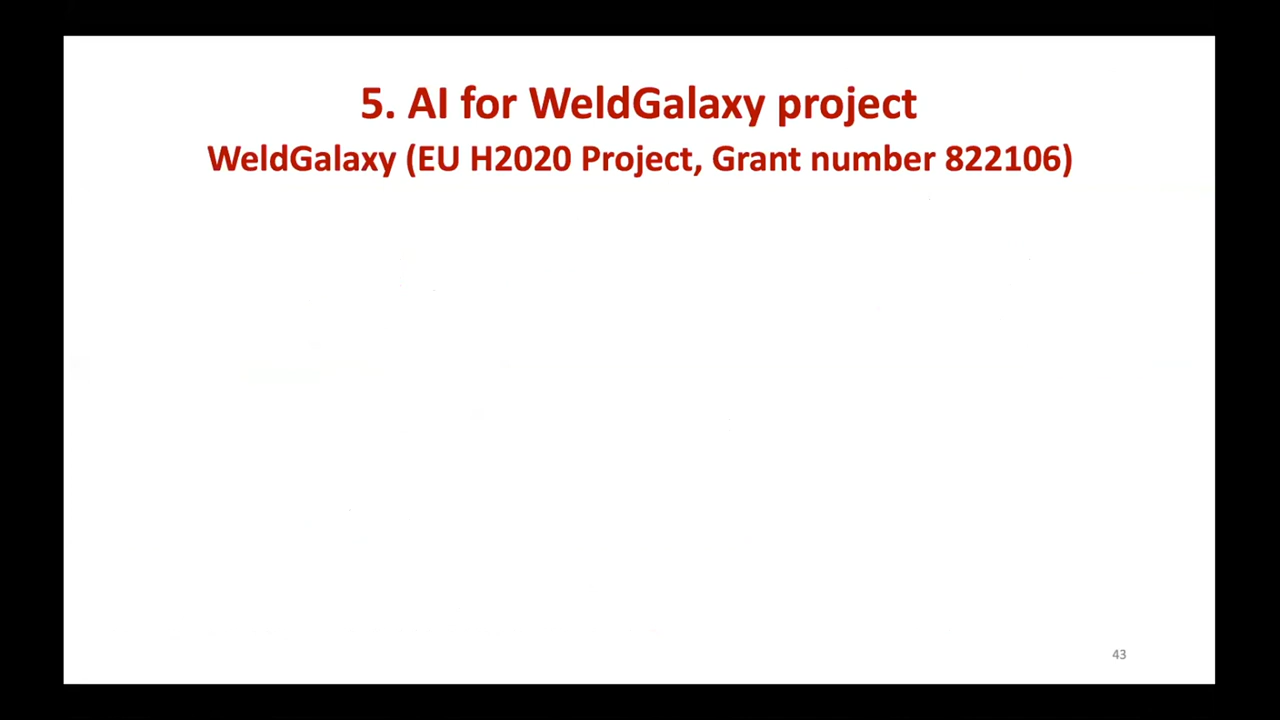 5. AI for WeldGalaxy project
WeldGalaxy (EU H2020 Project, Grant number 822106)
43